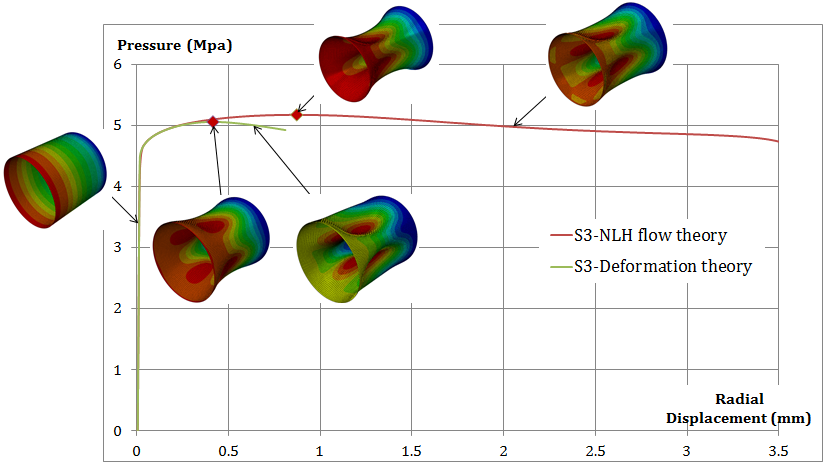 Pressure (Mpa)
6
5
4
3
2
1
0
S3-NLH flow theory
S3-Deformation theory
Radial
Displacement (mm)
0 0.5 1 1.5 2 2.5 3 3.5